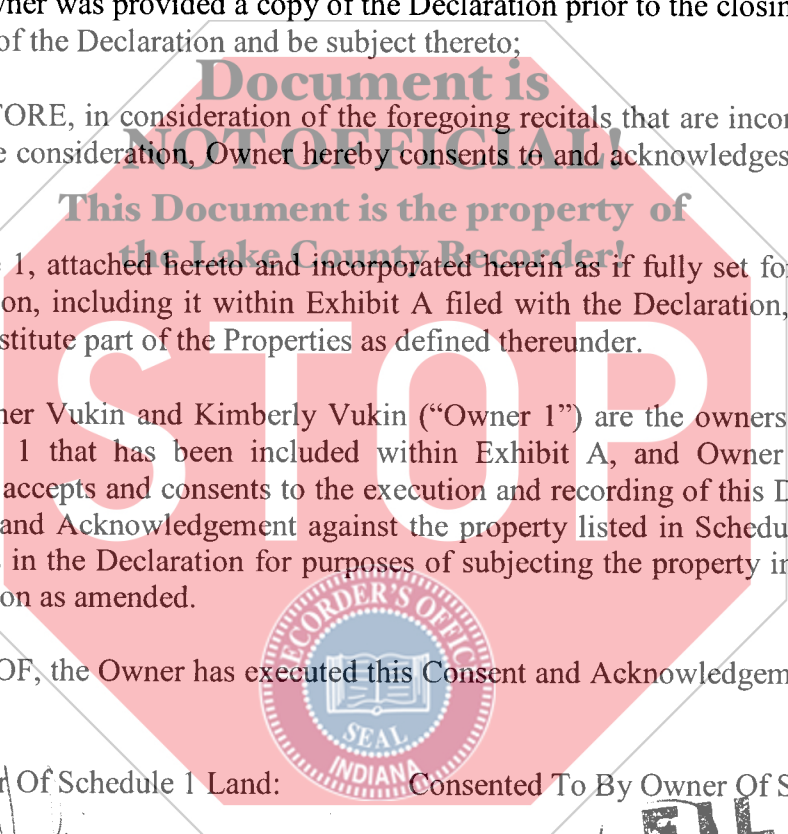 wner was provided a copy of the Declaration prior to the closin
of the Declaration and be subject thereto;
Document is
FORE, in consideration of the foregoing recitals that are incor
NOT OFFICIAL!
e consideration, Owner hereby consents to and acknowledges
This Document is the property of
the Lake County Recorder!
1, attached hereto and incorporated herein as if fully set fo
on, including it within Exhibit A filed with the Declaration,
stitute part of the Properties as defined thereunder.
STOP
her Vukin and Kimberly Vukin (“Owner 1”) are the owners
1 that has been included within Exhibit A, and Owner
accepts and consents to the execution and recording of this D
and Acknowledgement against the property listed in Schedu
in the Declaration for purposes of subjecting the property in
on as amended.
RECORDER'S OFFICE
OF, the Owner has executed this Consent and Acknowledgem
SEAL
INDIANA
r Of Schedule 1 Land: Consented To By Owner Of S
FIL